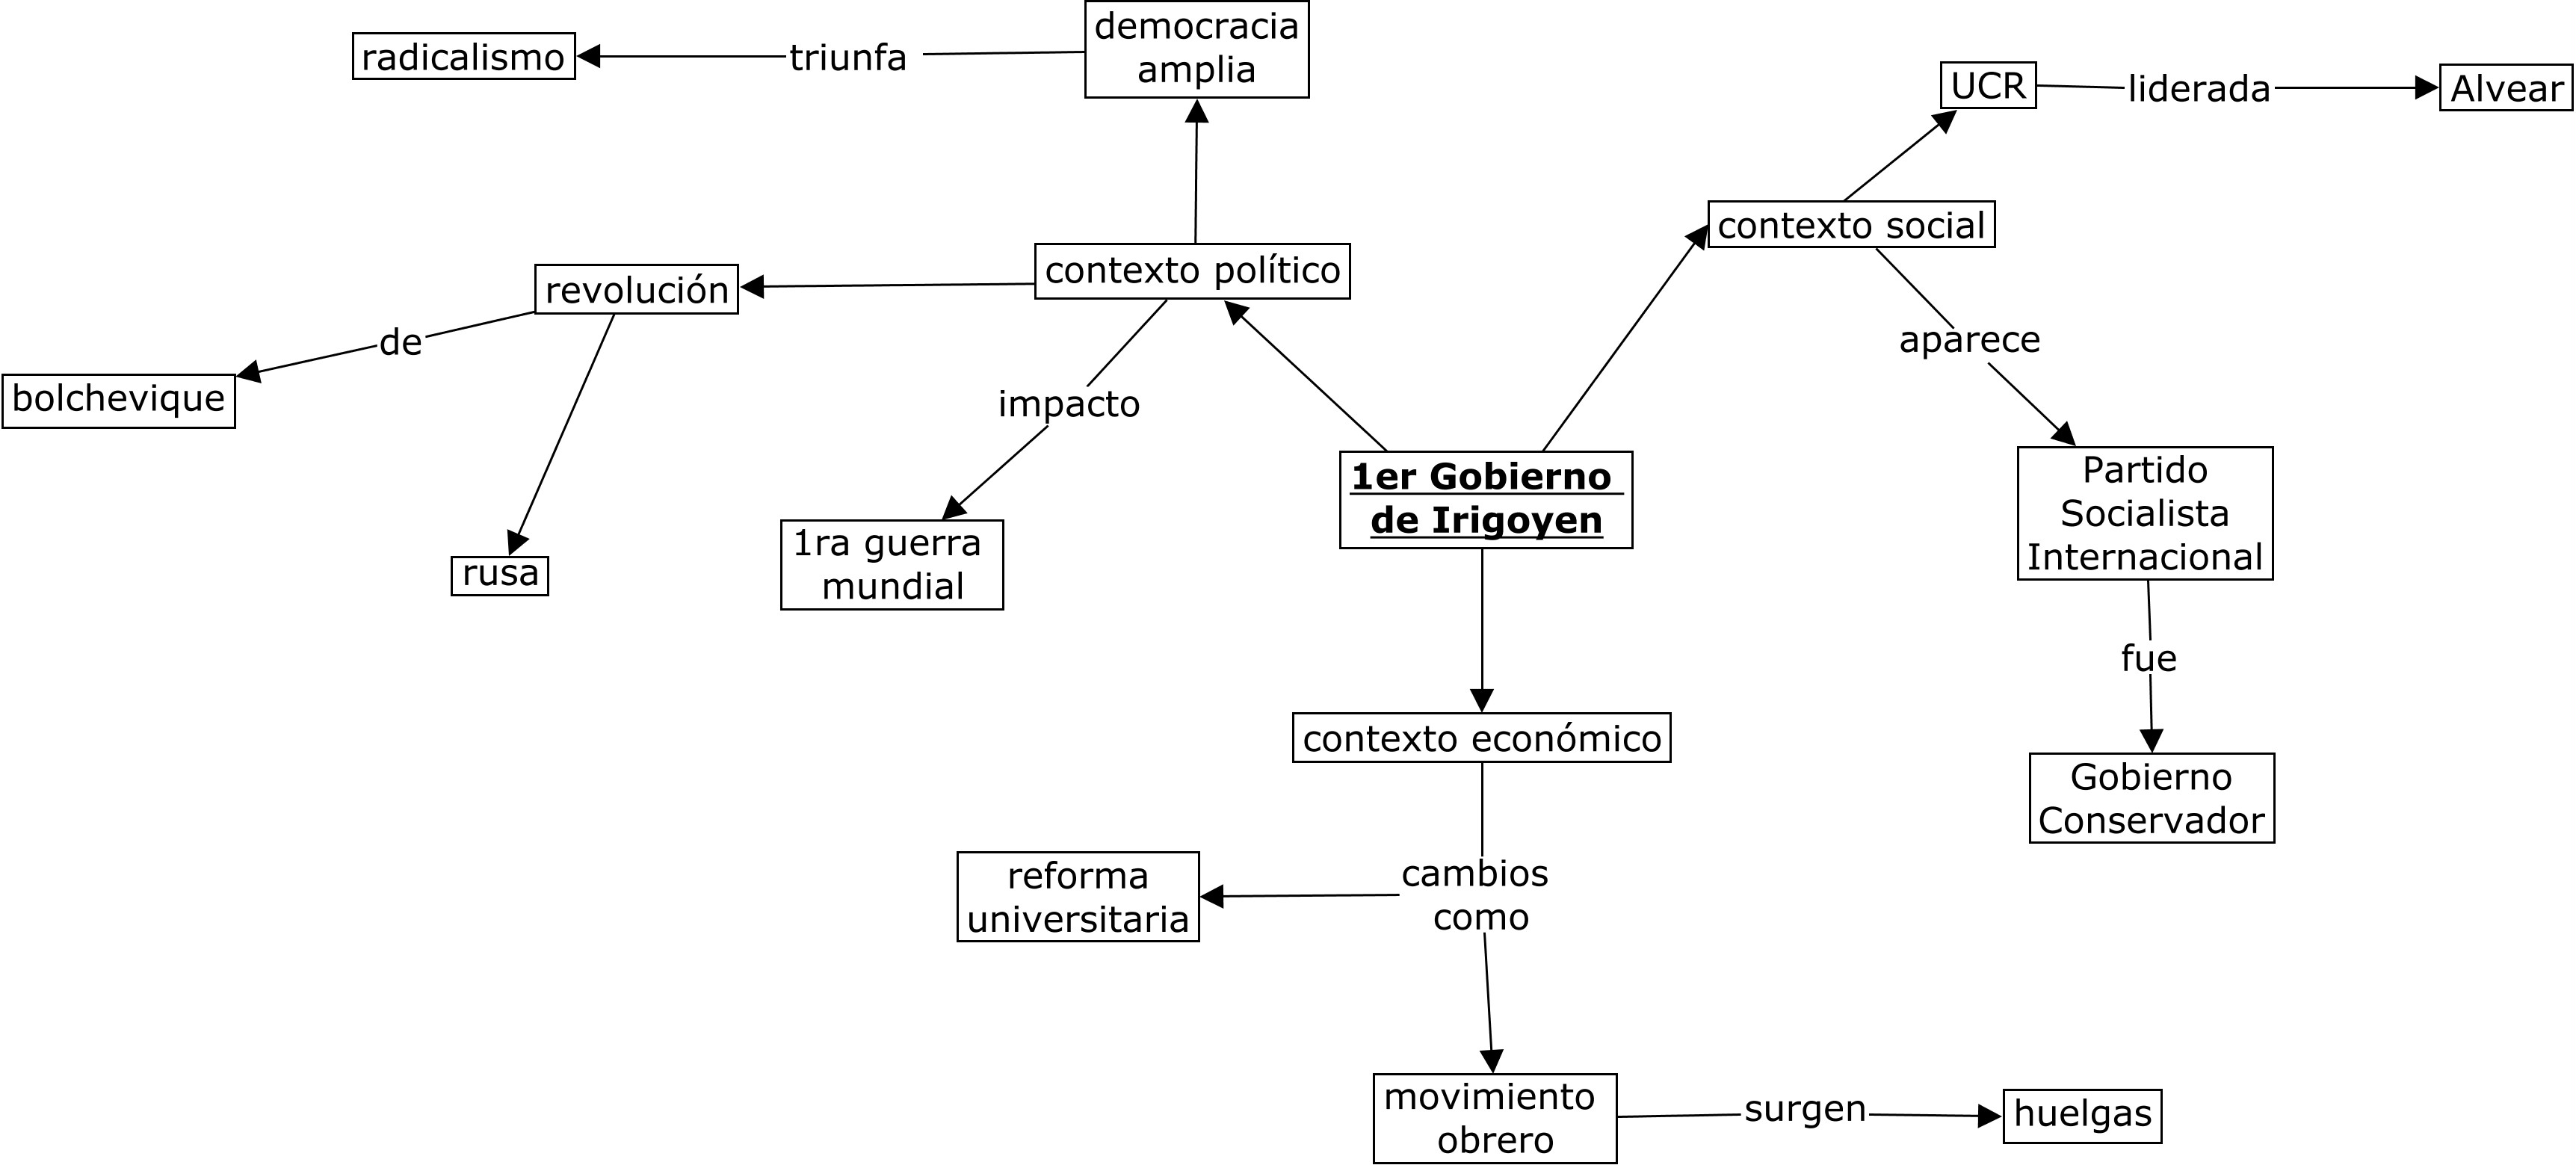 democracia
amplia
triunfa
radicalismo
UCR
liderada
Alvear
contexto social
contexto político
revolución
de
bolchevique
rusa
impacto
1ra guerra
mundial
aparece
Partido
Socialista
Internacional
fue
Gobierno
Conservador
1er Gobierno
de Irigoyen
contexto económico
cambios
como
reforma
universitaria
movimiento
obrero
surgen
huelgas